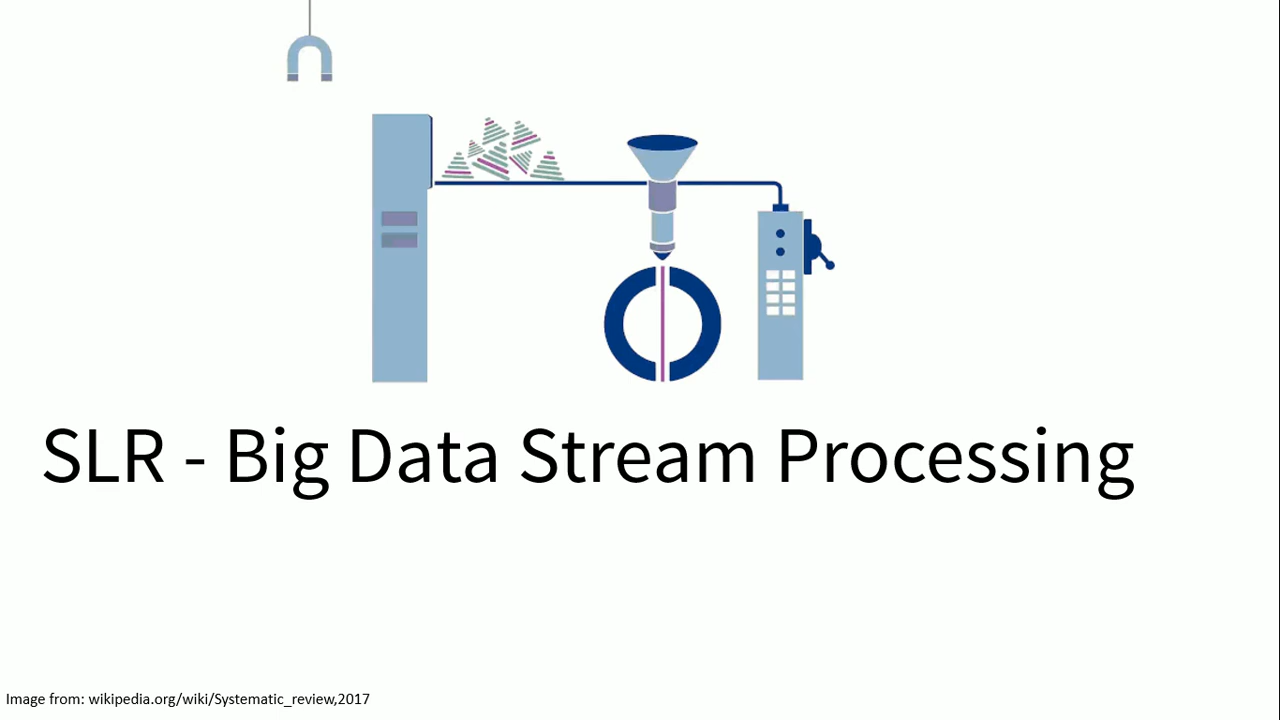 SLR - Big Data Stream Processing
Image from: wikipedia.org/wiki/Systematic_review,2017